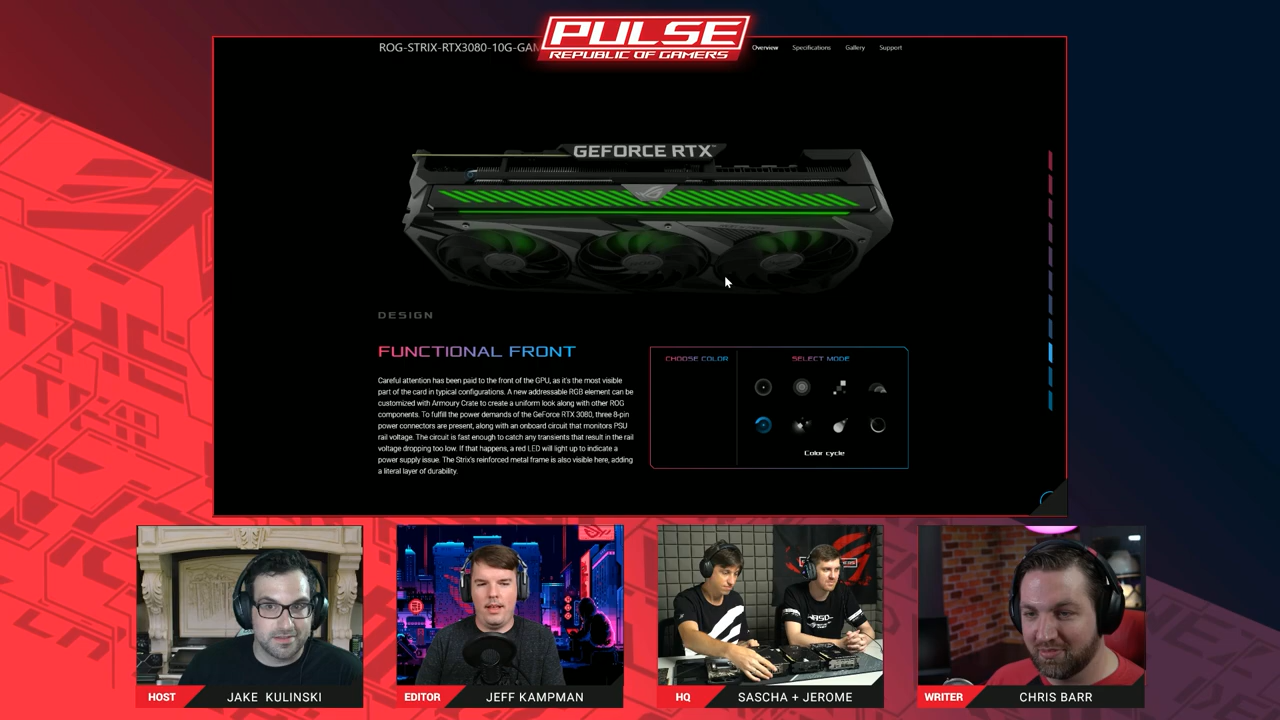 PULSE
REPUBLIC OF GAMERS
ROG-STRIX-RTX3080-10G-GAM
Overview
Specifications
Gallery
Support
GEFORCE RTX
DESIGN
FUNCTIONAL FRONT
Careful attention has been paid to the front of the GPU, as it's the most visible
part of the card in typical configurations. A new addressable RGB element can be
customized with Armoury Crate to create a uniform look along with other ROG
components. To fulfill the power demands of the GeForce RTX 3080, three 8-pin
power connectors are present, along with an onboard circuit that monitors PSU
rail voltage. The circuit is fast enough to catch any transients that result in the rail
voltage dropping too low. If that happens, a red LED will light up to indicate a
power supply issue. The Strix's reinforced metal frame is also visible here, adding
a literal layer of durability.
CHOOSE COLOR
SELECT MODE
Color cycle
HOST
JAKE KULINSKI
EDITOR
JEFF KAMPMAN
HQ
SASCHA + JEROME
WRITER
CHRIS BARR